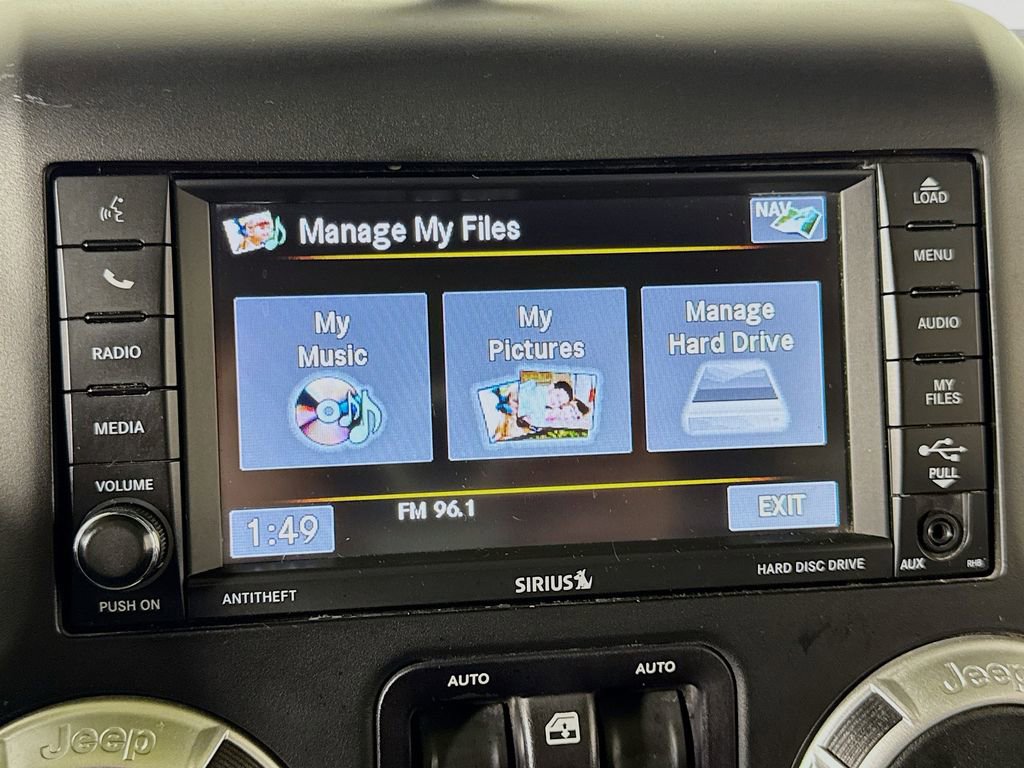 LOAD
Manage My Files
NAV
MENU
My
Music
My
Pictures
Manage
Hard Drive
RADIO
AUDIO
MEDIA
MY
FILES
VOLUME
PULL
1:49
FM 96.1
EXIT
PUSH ON
ANTITHEFT
SIRIUS
HARD DISC DRIVE
AUX
RHB
AUTO
AUTO
Jeep
Jeep